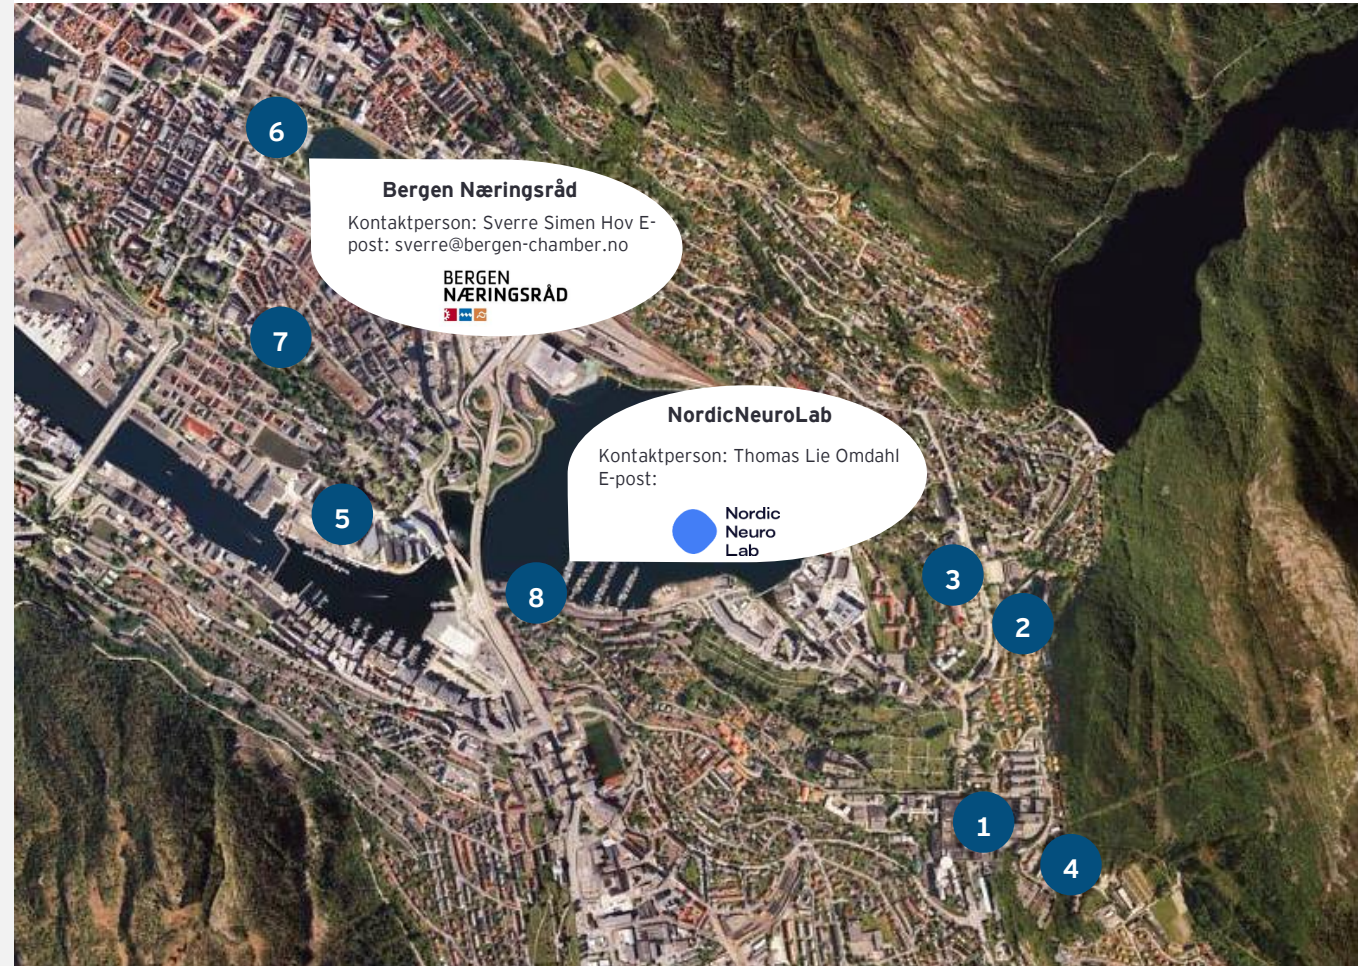 6
Bergen Næringsråd
Kontaktperson: Sverre Simen Hov E-
post: sverre@bergen-chamber.no
BERGEN
NÆRINGSRÅD
7
NordicNeuroLab
Kontaktperson: Thomas Lie Omdahl
E-post:
Nordic
Neuro
Lab
5
8
3
2
1
4